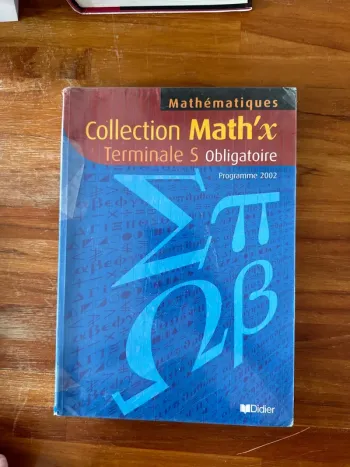 Mathématiques
Collection Math'x
Terminale S Obligatoire
Programme 2002
Σ
π
β
Ω
Didier